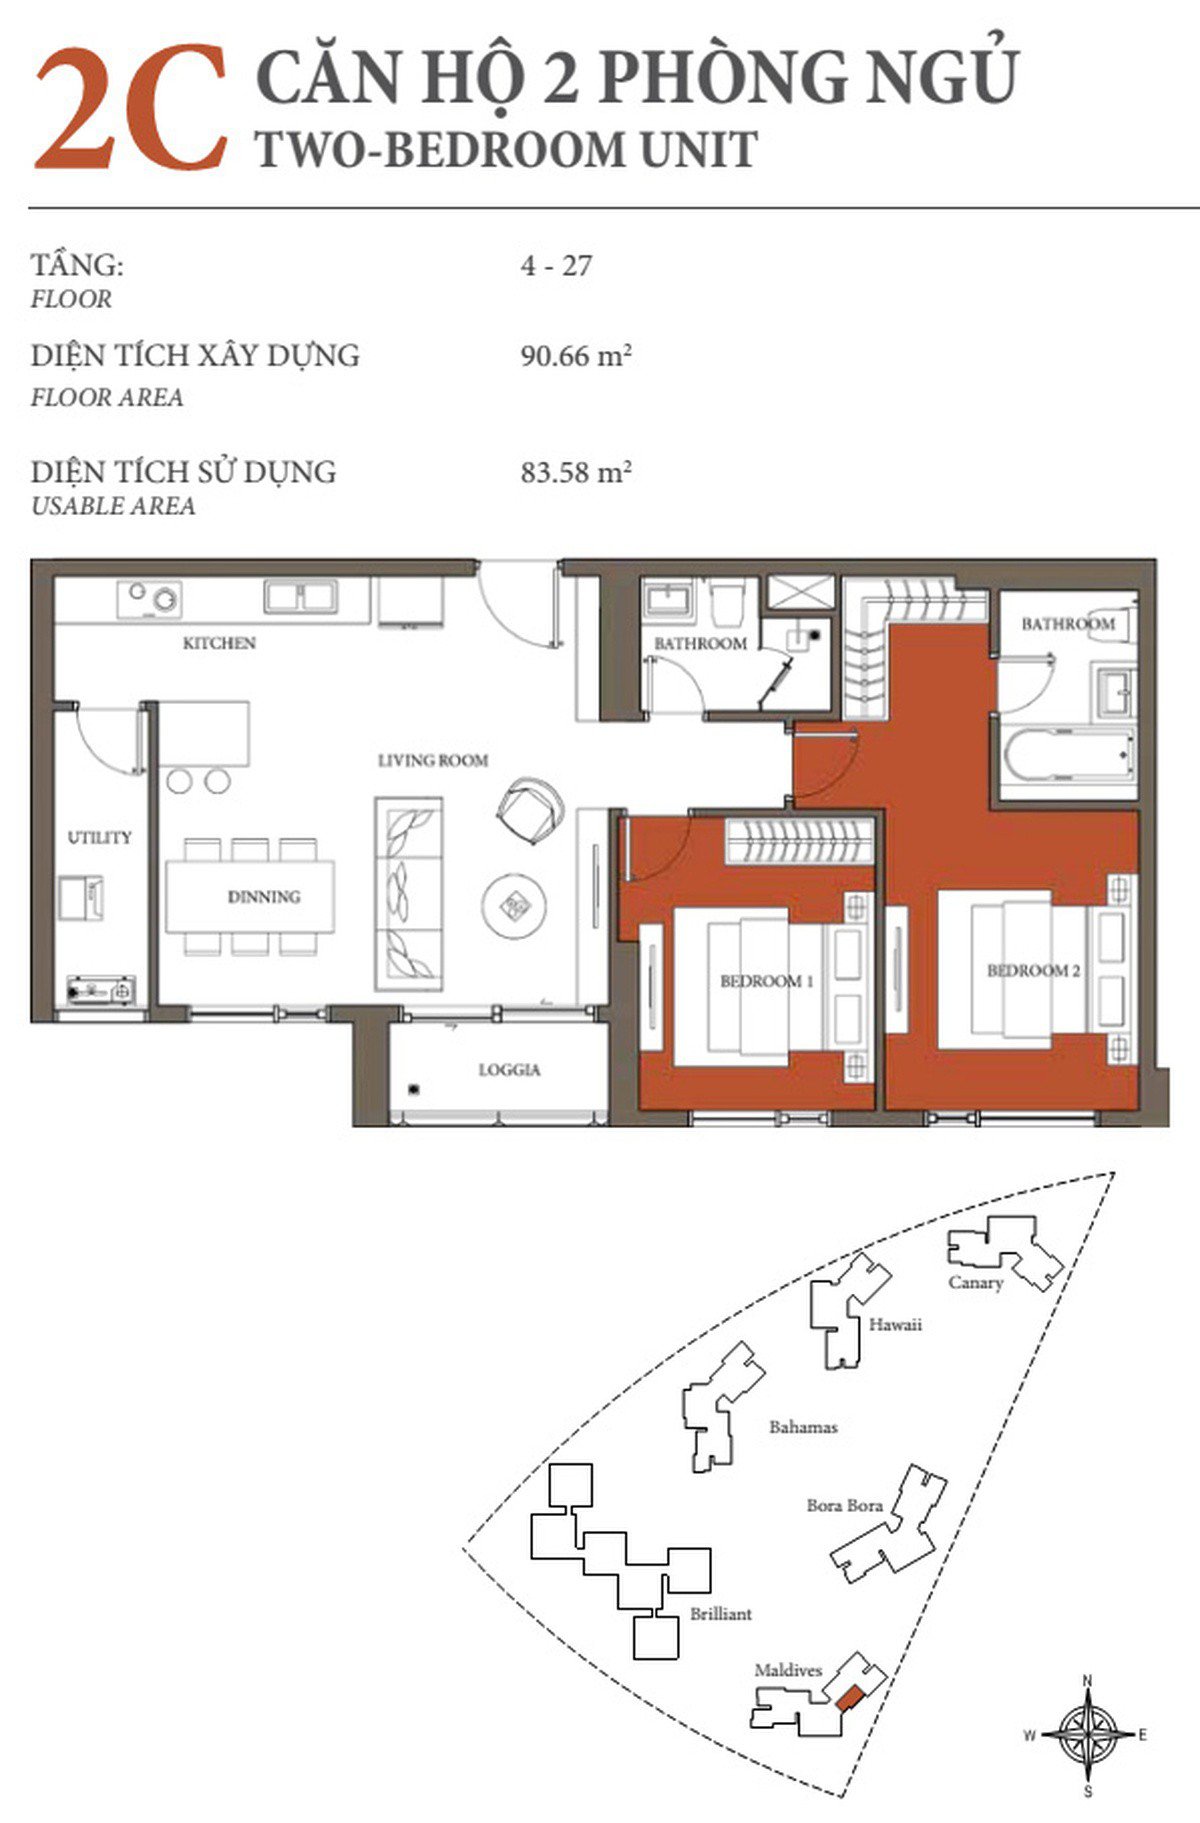 2C CĂN HỘ 2 PHÒNG NGỦ
TWO-BEDROOM UNIT
TẦNG: 4 - 27
FLOOR
DIỆN TÍCH XÂY DỰNG 90.66 m²
FLOOR AREA
DIỆN TÍCH SỬ DỤNG 83.58 m²
USABLE AREA
KITCHEN
BATHROOM
BATHROOM
LIVING ROOM
UTILITY
DINNING
BEDROOM 1
BEDROOM 2
LOGGIA
Canary
Hawaii
Bahamas
Bora Bora
Brilliant
Maldives
N
W E
S